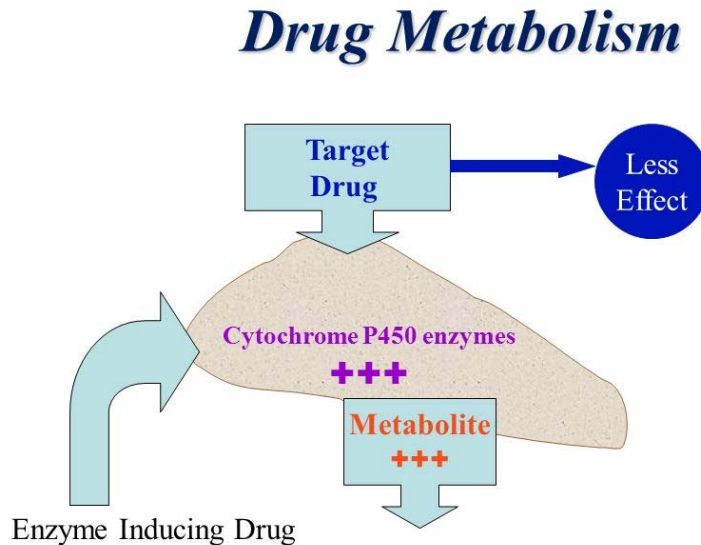 Drug Metabolism
Target
Drug
Less
Effect
Cytochrome P450 enzymes
+++
Metabolite
+++
Enzyme Inducing Drug